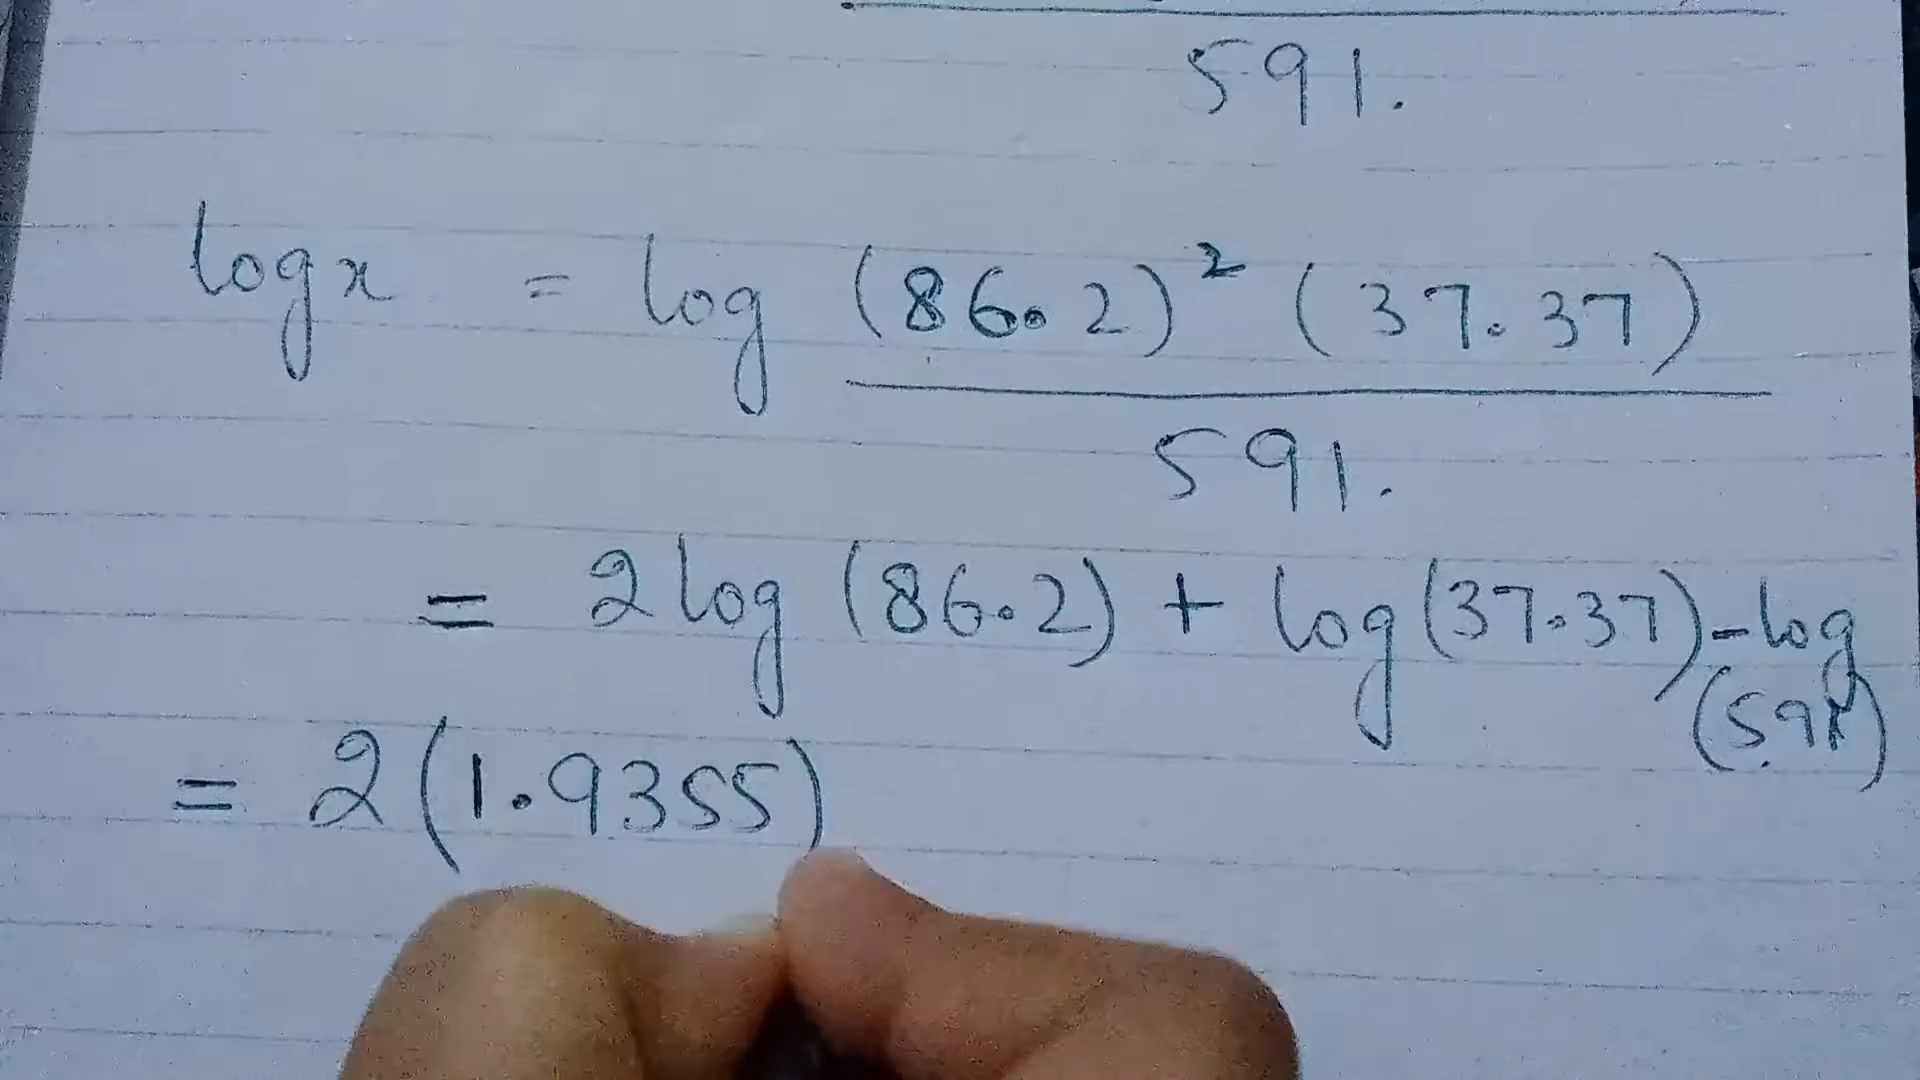 591.
log x = log (86.2)² (37.37)
591.
= 2 log (86.2) + log (37.37) - log
(591)
= 2 (1.9355)